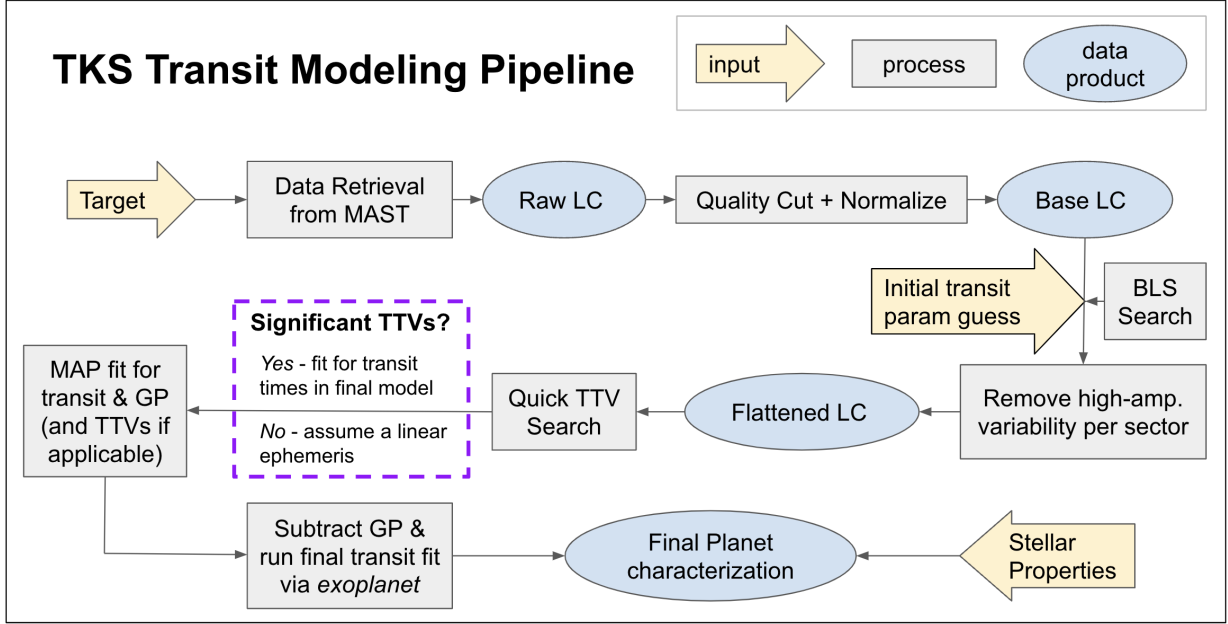 TKS Transit Modeling Pipeline
input
process
data
product
Target
Data Retrieval
from MAST
Raw LC
Quality Cut + Normalize
Base LC
Initial transit
param guess
BLS
Search
Significant TTVs?
Yes - fit for transit
times in final model
No - assume a linear
ephemeris
MAP fit for
transit & GP
(and TTVs if
applicable)
Quick TTV
Search
Flattened LC
Remove high-amp.
variability per sector
Subtract GP &
run final transit fit
via exoplanet
Final Planet
characterization
Stellar
Properties